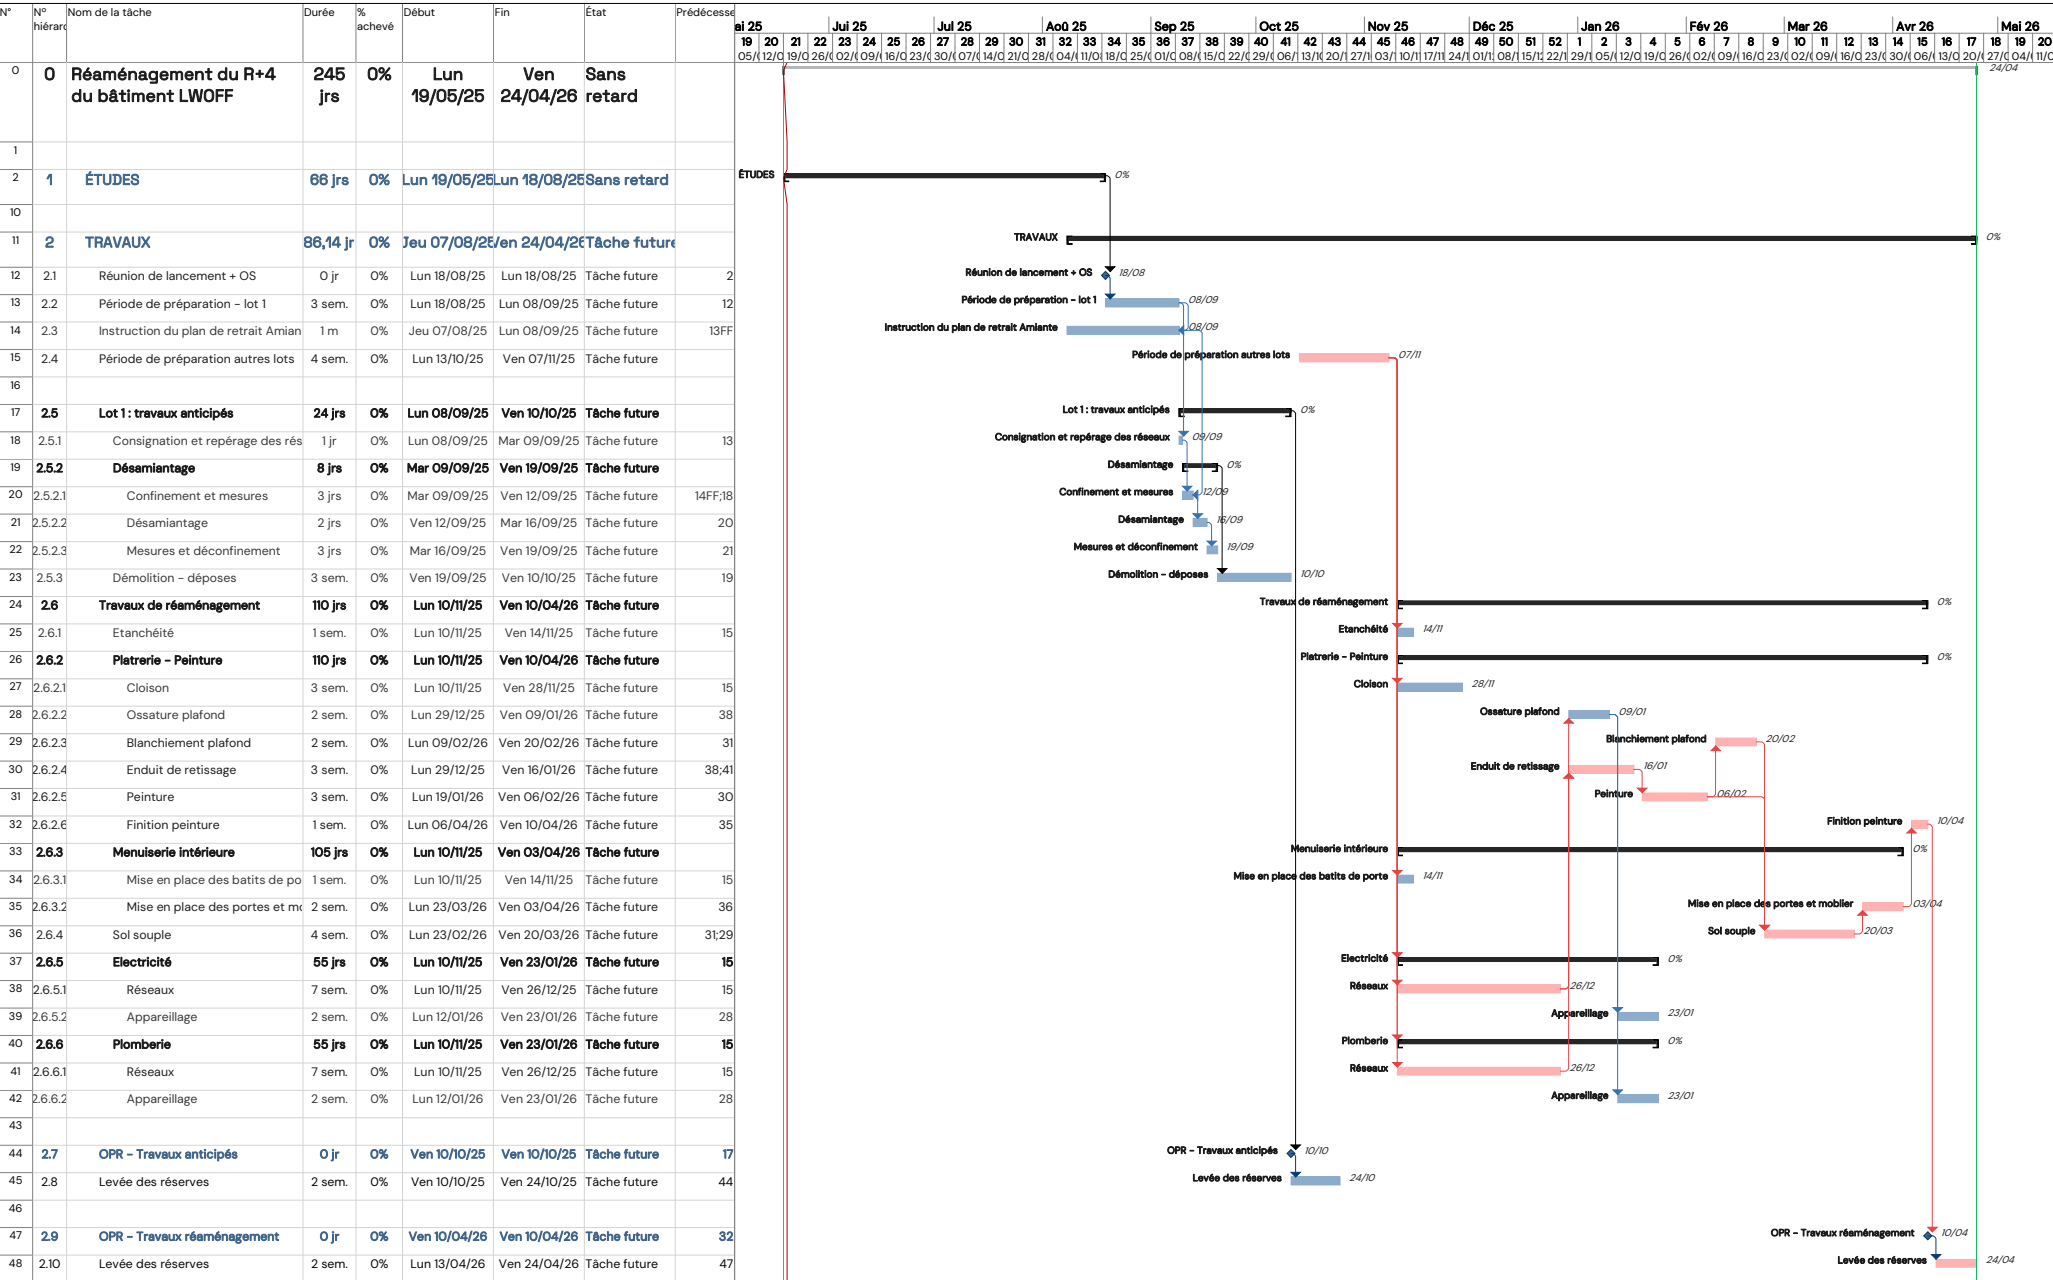 N° Nº Nom de la tâche Durée % Début Fin État Prédécesse
hiérarc achevé
ai 25 Jui 25 Jul 25 Aoû 25 Sep 25 Oct 25 Nov 25 Déc 25 Jan 26 Fév 26 Mar 26 Avr 26 Mai 26
19 20 21 22 23 24 25 26 27 28 29 30 31 32 33 34 35 36 37 38 39 40 41 42 43 44 45 46 47 48 49 50 51 52 1 2 3 4 5 6 7 8 9 10 11 12 13 14 15 16 17 18 19 20
0 0 Réaménagement du R+4 245 0% Lun Ven Sans 24/04
du bâtiment LWOFF jrs 19/05/25 24/04/26 retard
1
2 1 ÉTUDES 66 jrs 0% Lun 19/05/25 Lun 18/08/25 Sans retard ÉTUDES 0%
10
11 2 TRAVAUX 86,14 jr 0% Jeu 07/08/25 Ven 24/04/26 Tâche future TRAVAUX 0%
12 2.1 Réunion de lancement + OS 0 jr 0% Lun 18/08/25 Lun 18/08/25 Tâche future 2 Réunion de lancement + OS 18/08
13 2.2 Période de préparation - lot 1 3 sem. 0% Lun 18/08/25 Lun 08/09/25 Tâche future 12 Période de préparation - lot 1 08/09
14 2.3 Instruction du plan de retrait Amian 1 m 0% Jeu 07/08/25 Lun 08/09/25 Tâche future 13FF Instruction du plan de retrait Amiante 08/09
15 2.4 Période de préparation autres lots 4 sem. 0% Lun 13/10/25 Ven 07/11/25 Tâche future Période de préparation autres lots 07/11
16
17 2.5 Lot 1 : travaux anticipés 24 jrs 0% Lun 08/09/25 Ven 10/10/25 Tâche future Lot 1 : travaux anticipés 0%
18 2.5.1 Consignation et repérage des rés 1 jr 0% Lun 08/09/25 Mar 09/09/25 Tâche future 13 Consignation et repérage des réseaux 09/09
19 2.5.2 Désamiantage 8 jrs 0% Mar 09/09/25 Ven 19/09/25 Tâche future Désamiantage 0%
20 2.5.2.1 Confinement et mesures 3 jrs 0% Mar 09/09/25 Ven 12/09/25 Tâche future 14FF;18 Confinement et mesures 12/09
21 2.5.2.2 Désamiantage 2 jrs 0% Ven 12/09/25 Mar 16/09/25 Tâche future 20 Désamiantage 16/09
22 2.5.2.3 Mesures et déconfinement 3 jrs 0% Mar 16/09/25 Ven 19/09/25 Tâche future 21 Mesures et déconfinement 19/09
23 2.5.3 Démolition - déposes 3 sem. 0% Ven 19/09/25 Ven 10/10/25 Tâche future 19 Démolition - déposes 10/10
24 2.6 Travaux de réaménagement 110 jrs 0% Lun 10/11/25 Ven 10/04/26 Tâche future Travaux de réaménagement 0%
25 2.6.1 Etanchéité 1 sem. 0% Lun 10/11/25 Ven 14/11/25 Tâche future 15 Etanchéité 14/11
26 2.6.2 Platrerie - Peinture 110 jrs 0% Lun 10/11/25 Ven 10/04/26 Tâche future Platrerie - Peinture 0%
27 2.6.2.1 Cloison 3 sem. 0% Lun 10/11/25 Ven 28/11/25 Tâche future 15 Cloison 28/11
28 2.6.2.2 Ossature plafond 2 sem. 0% Lun 29/12/25 Ven 09/01/26 Tâche future 38 Ossature plafond 09/01
29 2.6.2.3 Blanchiement plafond 2 sem. 0% Lun 09/02/26 Ven 20/02/26 Tâche future 31 Blanchiement plafond 20/02
30 2.6.2.4 Enduit de retissage 3 sem. 0% Lun 29/12/25 Ven 16/01/26 Tâche future 38;41 Enduit de retissage 16/01
31 2.6.2.5 Peinture 3 sem. 0% Lun 19/01/26 Ven 06/02/26 Tâche future 30 Peinture 06/02
32 2.6.2.6 Finition peinture 1 sem. 0% Lun 06/04/26 Ven 10/04/26 Tâche future 35 Finition peinture 10/04
33 2.6.3 Menuiserie intérieure 105 jrs 0% Lun 10/11/25 Ven 03/04/26 Tâche future Menuiserie intérieure 0%
34 2.6.3.1 Mise en place des batits de po 1 sem. 0% Lun 10/11/25 Ven 14/11/25 Tâche future 15 Mise en place des batits de porte 14/11
35 2.6.3.2 Mise en place des portes et mo 2 sem. 0% Lun 23/03/26 Ven 03/04/26 Tâche future 36 Mise en place des portes et moblier 03/04
36 2.6.4 Sol souple 4 sem. 0% Lun 23/02/26 Ven 20/03/26 Tâche future 31;29 Sol souple 20/03
37 2.6.5 Electricité 55 jrs 0% Lun 10/11/25 Ven 23/01/26 Tâche future 15 Electricité 0%
38 2.6.5.1 Réseaux 7 sem. 0% Lun 10/11/25 Ven 26/12/25 Tâche future 15 Réseaux 26/12
39 2.6.5.2 Appareillage 2 sem. 0% Lun 12/01/26 Ven 23/01/26 Tâche future 28 Appareillage 23/01
40 2.6.6 Plomberie 55 jrs 0% Lun 10/11/25 Ven 23/01/26 Tâche future 15 Plomberie 0%
41 2.6.6.1 Réseaux 7 sem. 0% Lun 10/11/25 Ven 26/12/25 Tâche future 15 Réseaux 26/12
42 2.6.6.2 Appareillage 2 sem. 0% Lun 12/01/26 Ven 23/01/26 Tâche future 28 Appareillage 23/01
43
44 2.7 OPR - Travaux anticipés 0 jr 0% Ven 10/10/25 Ven 10/10/25 Tâche future 17 OPR - Travaux anticipés 10/10
45 2.8 Levée des réserves 2 sem. 0% Ven 10/10/25 Ven 24/10/25 Tâche future 44 Levée des réserves 24/10
46
47 2.9 OPR - Travaux réaménagement 0 jr 0% Ven 10/04/26 Ven 10/04/26 Tâche future 32 OPR - Travaux réaménagement 10/04
48 2.10 Levée des réserves 2 sem. 0% Lun 13/04/26 Ven 24/04/26 Tâche future 47 Levée des réserves 24/04